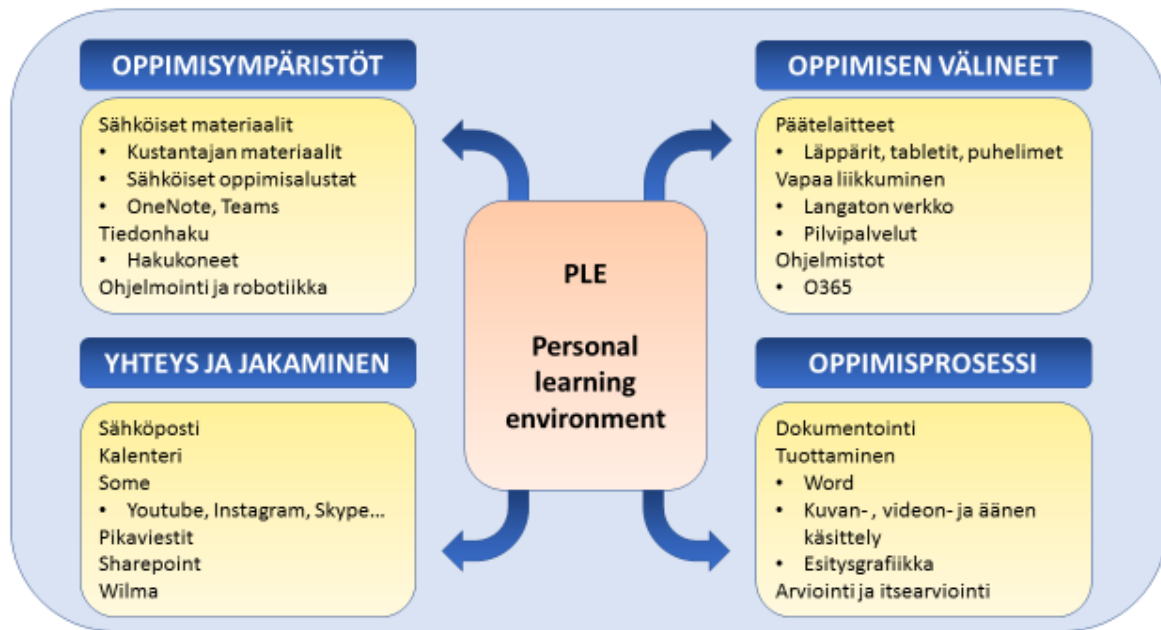 OPPIMISYMPÄRISTÖT
Sähköiset materiaalit
• Kustantajan materiaalit
• Sähköiset oppimisalustat
• OneNote, Teams
Tiedonhaku
• Hakukoneet
Ohjelmointi ja robotiikka
OPPIMISEN VÄLINEET
Päätelaitteet
• Läppärit, tabletit, puhelimet
Vapaa liikkuminen
• Langaton verkko
• Pilvipalvelut
Ohjelmistot
• O365
PLE
Personal
learning
environment
YHTEYS JA JAKAMINEN
Sähköposti
Kalenteri
Some
• Youtube, Instagram, Skype...
Pikaviestit
Sharepoint
Wilma
OPPIMISPROSESSI
Dokumentointi
Tuottaminen
• Word
• Kuvan- , videon- ja äänen
käsittely
• Esitysgrafiikka
Arviointi ja itsearviointi